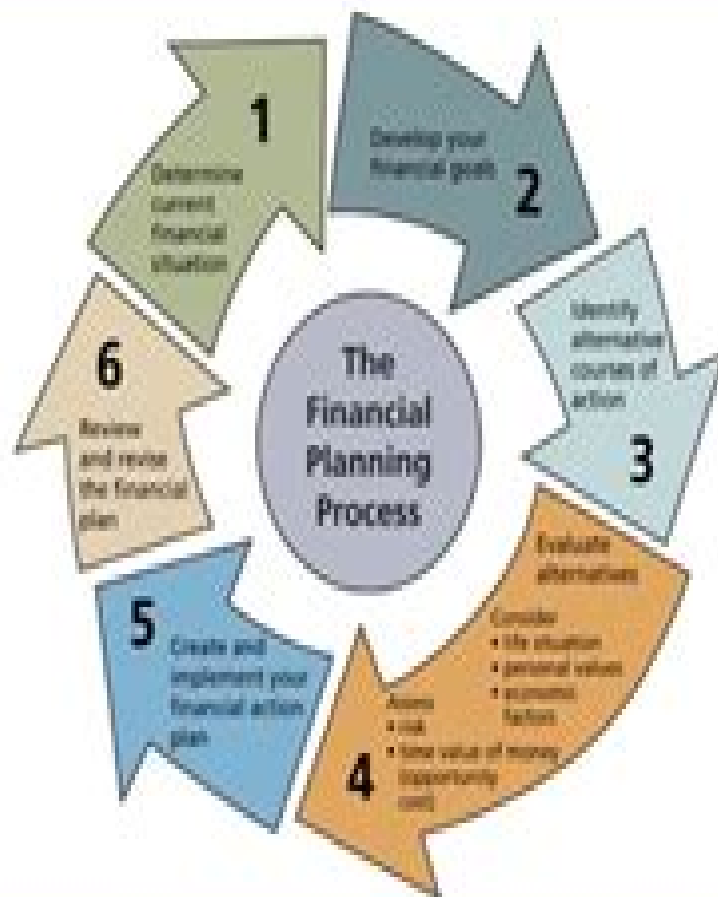 1
Determine
current
financial
situation
Develop your
financial goals
2
Identify
alternative
courses of
action
3
Evaluate
alternatives
Consider
• life situation
• personal values
• economic
factors
Assess
• risk
• time value of money
(opportunity
cost)
4
5
Create and
implement your
financial action
plan
6
Review
and revise
the financial
plan
The
Financial
Planning
Process